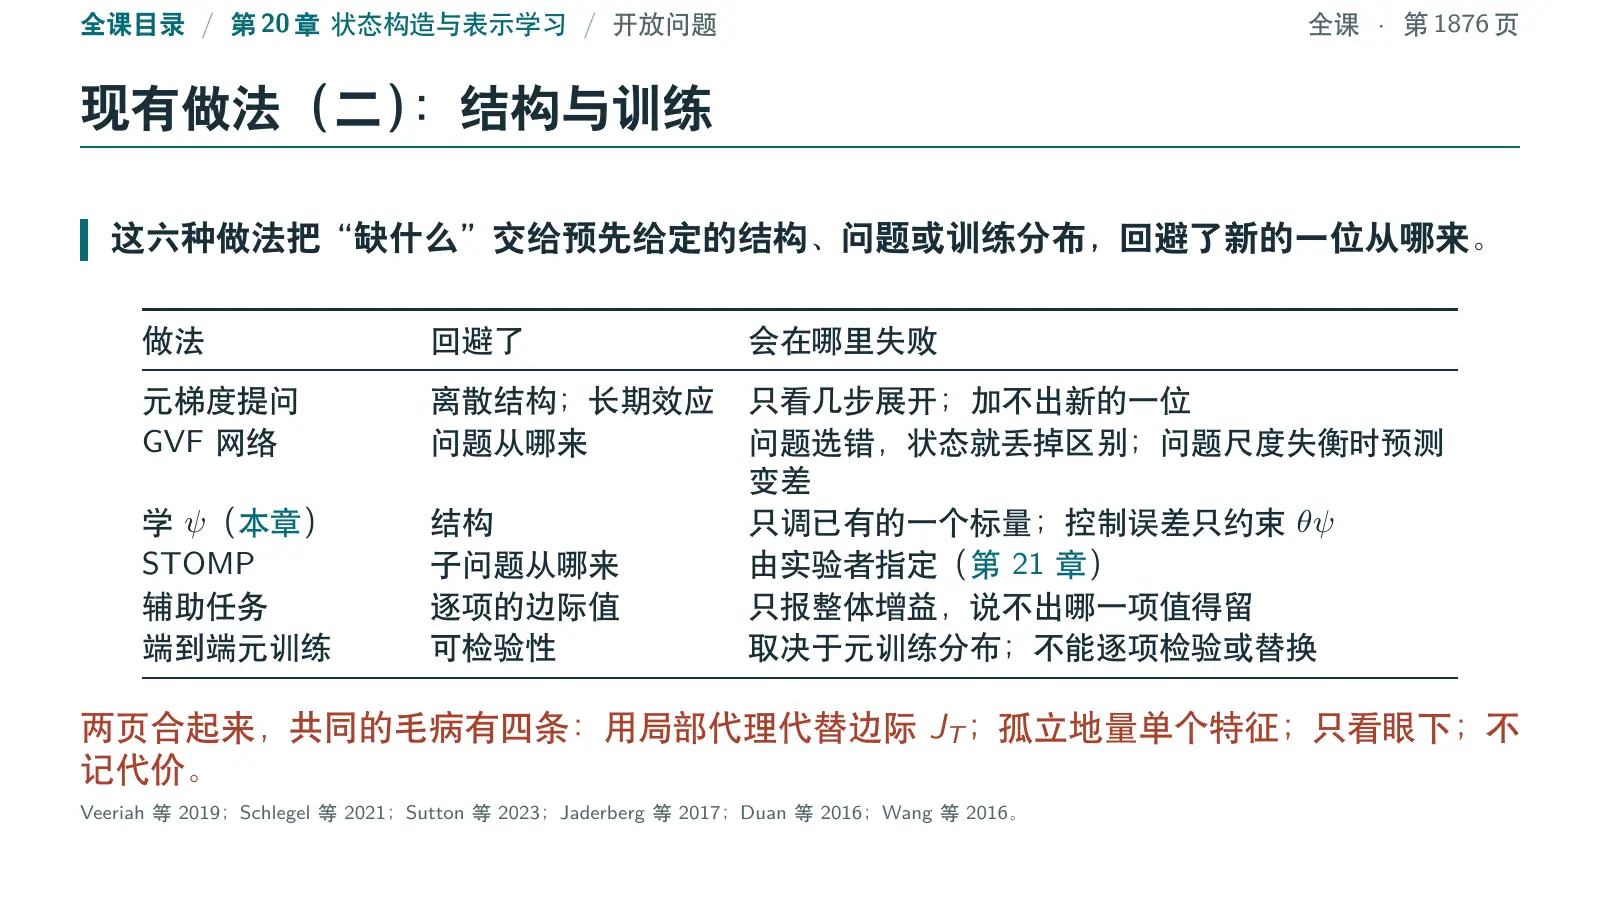 全课目录 / 第 20 章 状态构造与表示学习 / 开放问题 全课 · 第 1876 页
现有做法（二）：结构与训练
这六种做法把“缺什么”交给预先给定的结构、问题或训练分布，回避了新的一位从哪来。
做法 回避了 会在哪里失败
元梯度提问 离散结构；长期效应 只看几步展开；加不出新的一位
GVF 网络 问题从哪来 问题选错，状态就丢掉区别；问题尺度失衡时预测
变差
学 ψ（本章） 结构 只调已有的一个标量；控制误差只约束 θψ
STOMP 子问题从哪来 由实验者指定（第 21 章）
辅助任务 逐项的边际值 只报整体增益，说不出哪一项值得留
端到端元训练 可检验性 取决于元训练分布；不能逐项检验或替换
两页合起来，共同的毛病有四条：用局部代理代替边际 J_T；孤立地量单个特征；只看眼下；不
记代价。
Veeriah 等 2019；Schlegel 等 2021；Sutton 等 2023；Jaderberg 等 2017；Duan 等 2016；Wang 等 2016。